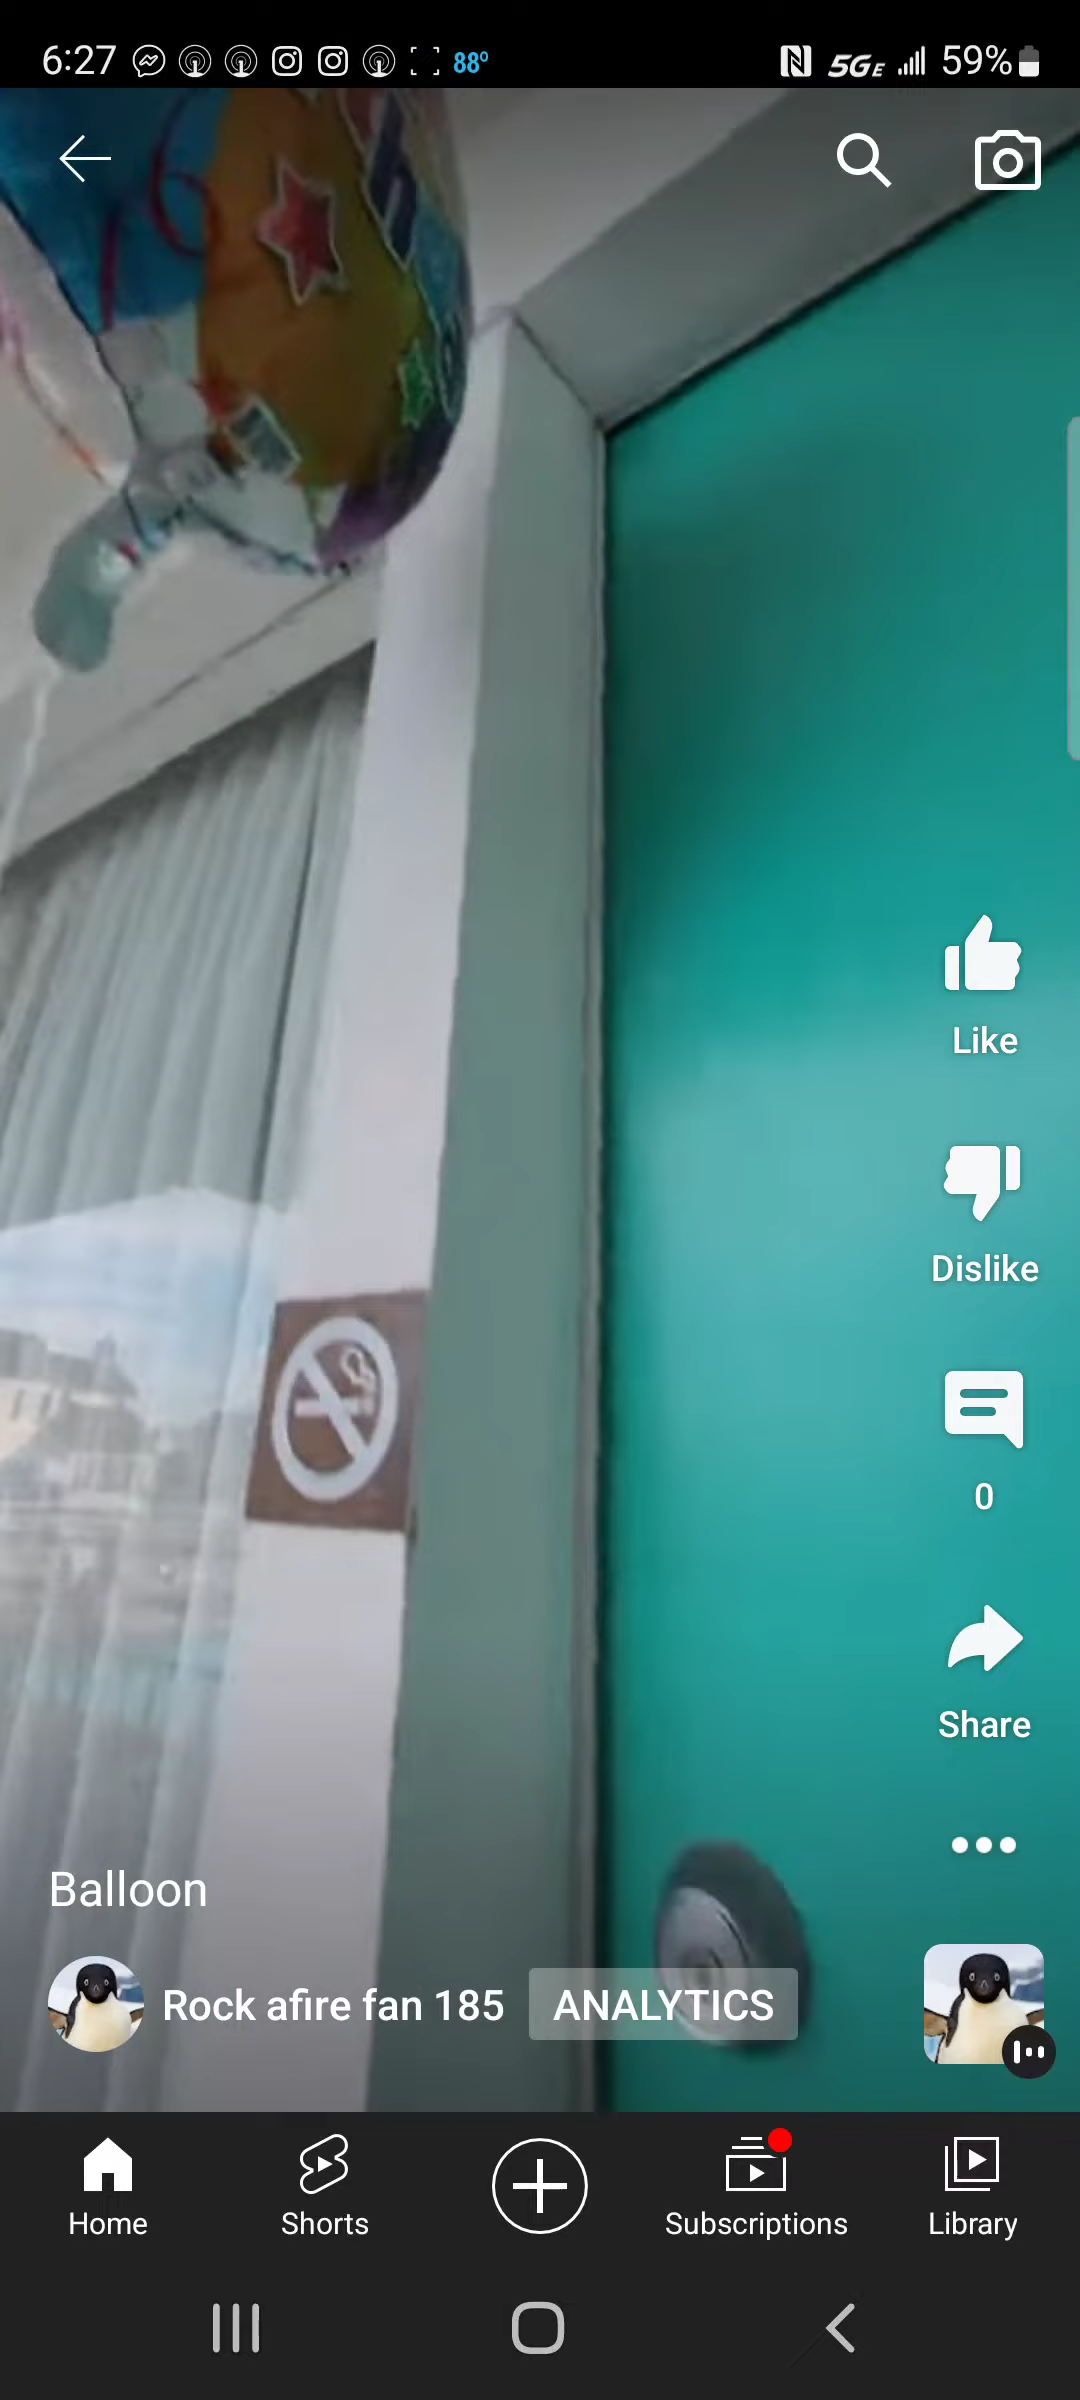 6:27 88° 5GE 59%
Like
Dislike
0
Share
Balloon
Rock afire fan 185 ANALYTICS
Home Shorts Subscriptions Library